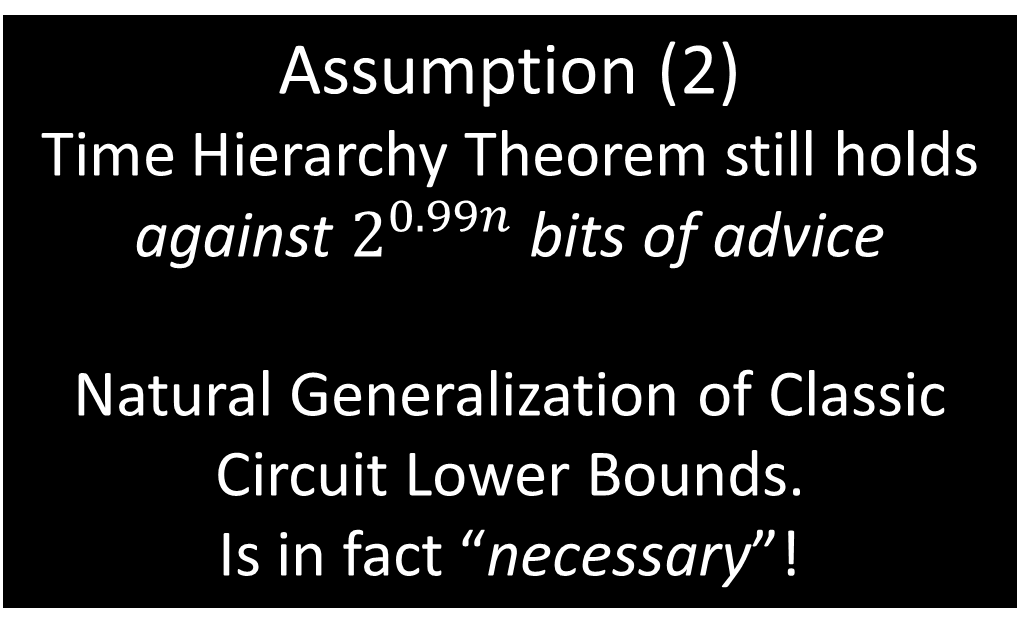 Assumption (2)
Time Hierarchy Theorem still holds
against 2^{0.99n} bits of advice
Natural Generalization of Classic
Circuit Lower Bounds.
Is in fact “necessary”!